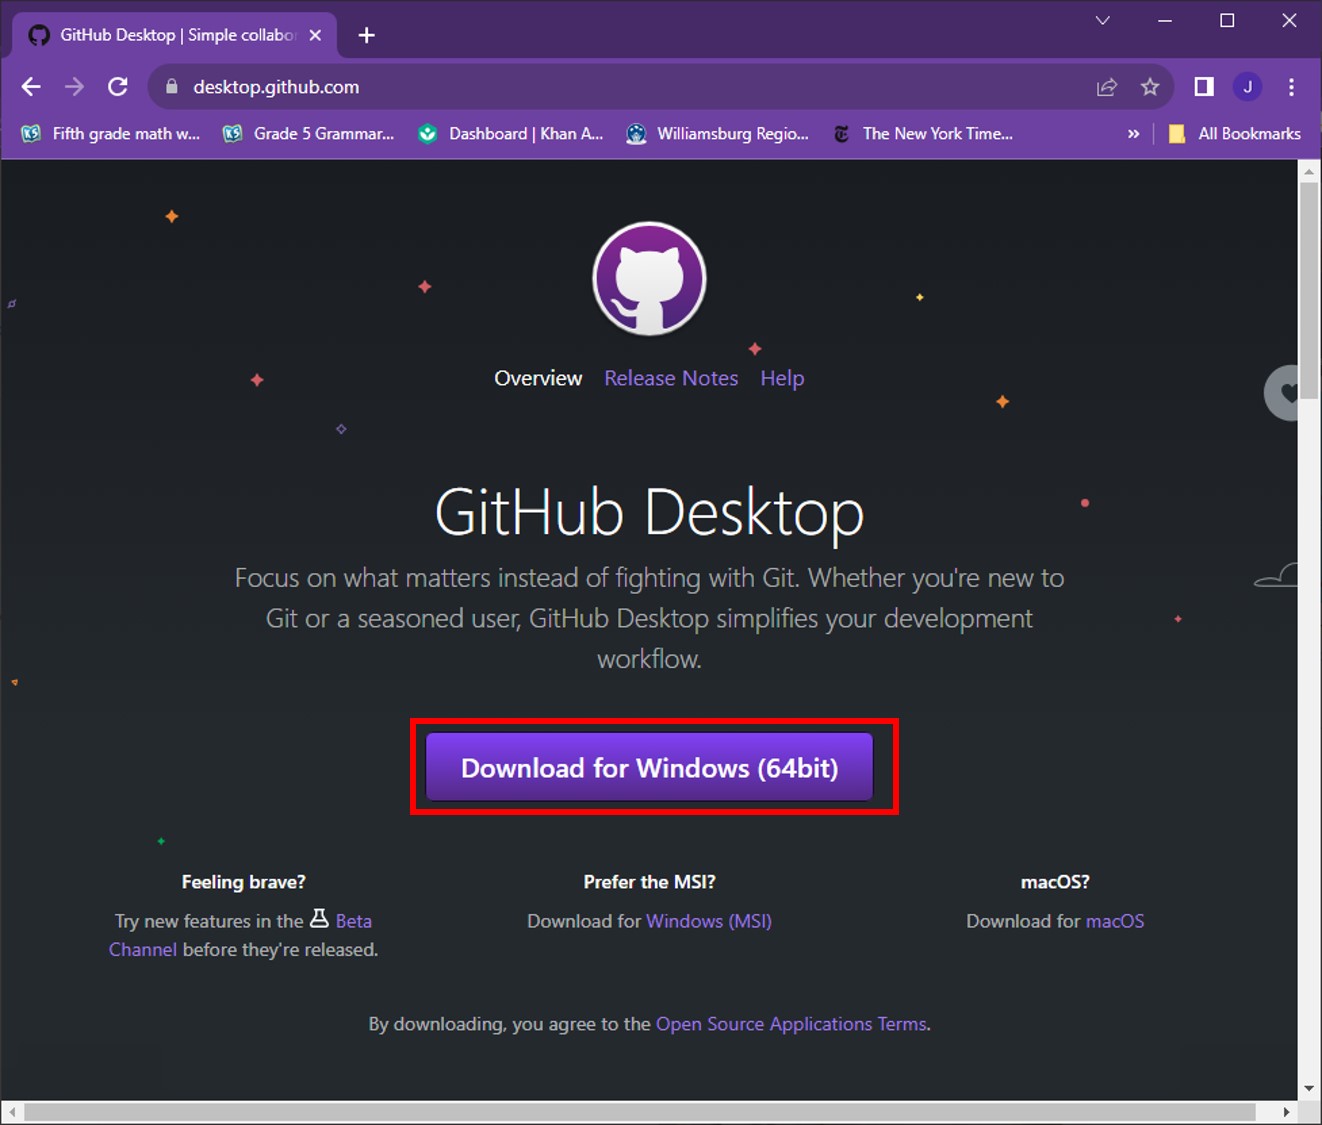 GitHub Desktop | Simple collabo
desktop.github.com
J
Fifth grade math w...
Grade 5 Grammar...
Dashboard | Khan A...
Williamsburg Regio...
The New York Time...
»
All Bookmarks
Overview Release Notes Help
GitHub Desktop
Focus on what matters instead of fighting with Git. Whether you're new to
Git or a seasoned user, GitHub Desktop simplifies your development
workflow.
Download for Windows (64bit)
Feeling brave?
Try new features in the Beta
Channel before they're released.
Prefer the MSI?
Download for Windows (MSI)
macOS?
Download for macOS
By downloading, you agree to the Open Source Applications Terms.